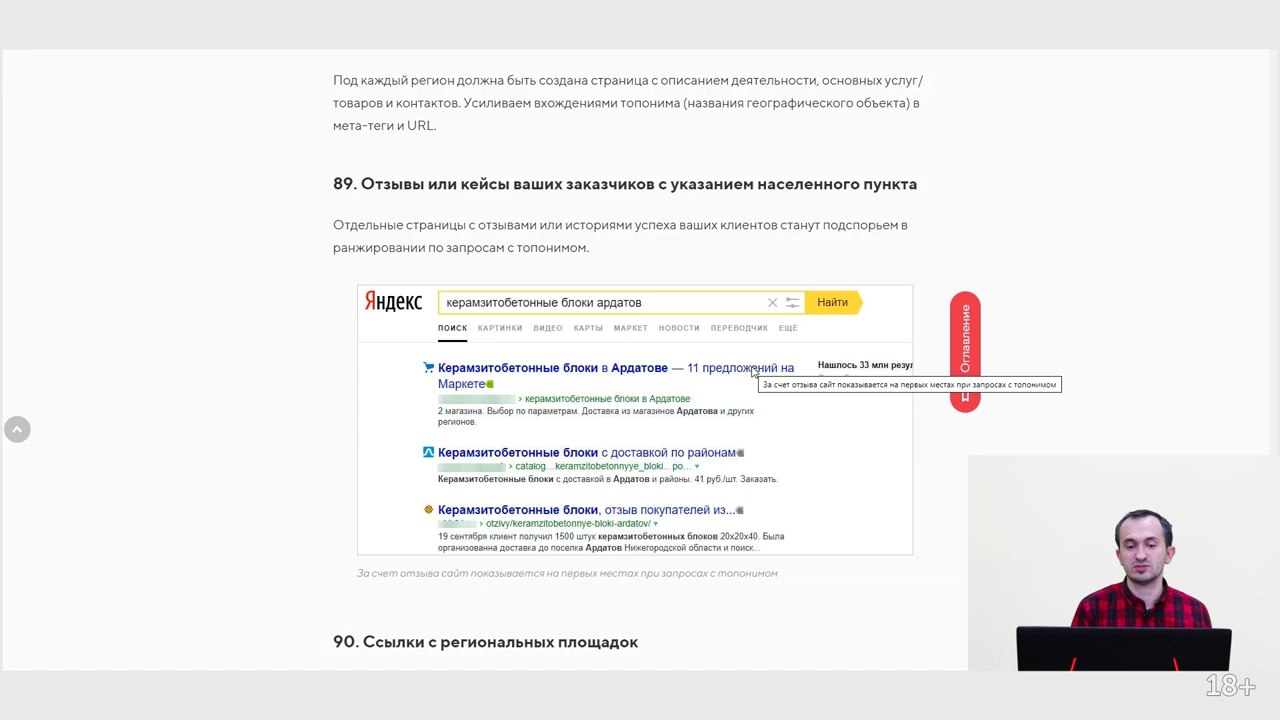 Под каждый регион должна быть создана страница с описанием деятельности, основных услуг/
товаров и контактов. Усиливаем вхождениями топонима (названия географического объекта) в
мета-теги и URL.
89. Отзывы или кейсы ваших заказчиков с указанием населенного пункта
Отдельные страницы с отзывами или историями успеха ваших клиентов станут подспорьем в
ранжировании по запросам с топонимом.
Яндекс
керамзитобетонные блоки ардатов
Найти
ПОИСК КАРТИНКИ ВИДЕО КАРТЫ МАРКЕТ НОВОСТИ ПЕРЕВОДЧИК ЕЩЁ
Керамзитобетонные блоки в Ардатове — 11 предложений на
Маркете
› керамзитобетонные блоки в Ардатове
2 магазина. Выбор по параметрам. Доставка из магазинов Ардатова и других
регионов.
Нашлось 33 млн резул
За счет отзыва сайт показывается на первых местах при запросах с топонимом
Оглавление
Керамзитобетонные блоки с доставкой по районам
› catalog...keramzitobetonnyye_bloki...po...
Керамзитобетонные блоки с доставкой в Ардатов и районы. 41 руб./шт. Заказать.
Керамзитобетонные блоки, отзыв покупателей из...
› otzivy/keramzitobetonnye-bloki-ardatov/
19 сентября клиент получил 1500 штук керамзитобетонных блоков 20х20х40. Была
организованна доставка до поселка Ардатов Нижегородской области и поиск...
За счет отзыва сайт показывается на первых местах при запросах с топонимом
90. Ссылки с региональных площадок
18+